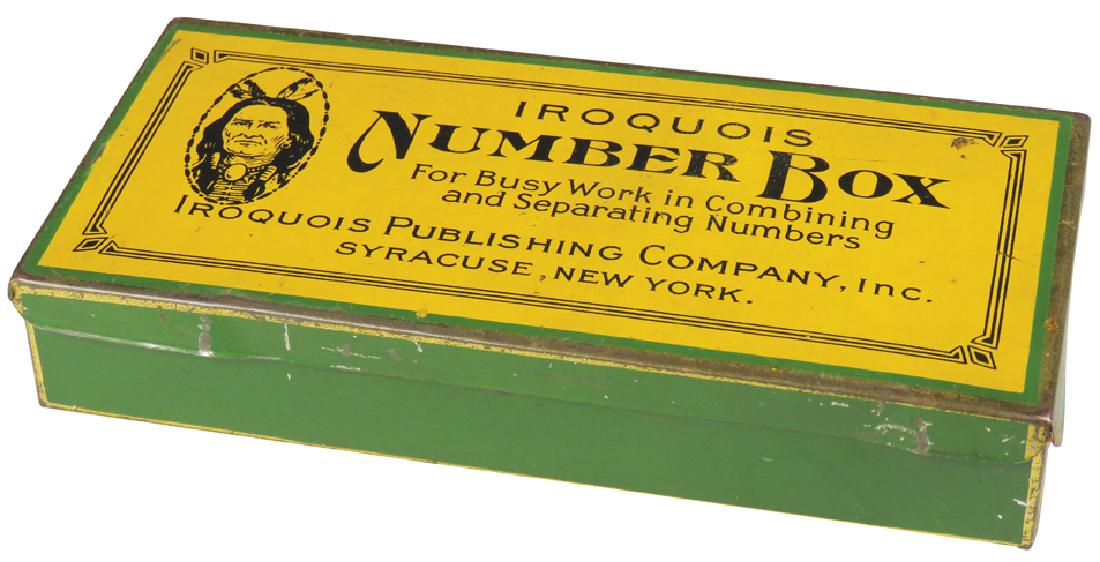 IROQUOIS
NUMBER BOX
For Busy Work in Combining
and Separating Numbers
IROQUOIS PUBLISHING COMPANY, INC.
SYRACUSE, NEW YORK.